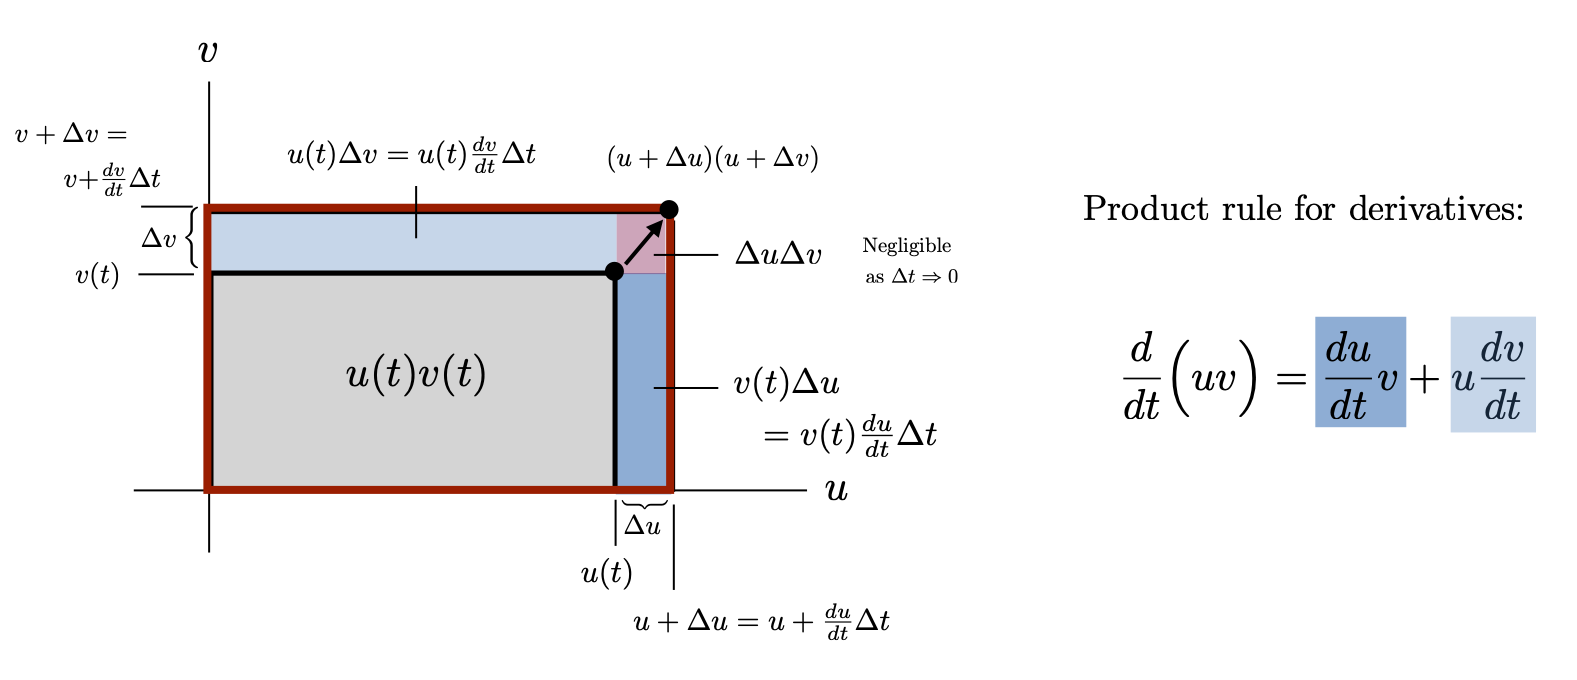 v
v + Δv =
v+dv/dt Δt
u(t)Δv = u(t) dv/dt Δt
(u + Δu)(u + Δv)
Δv
v(t)
ΔuΔv
Negligible
as Δt ⇒ 0
u(t)v(t)
v(t)Δu
= v(t) du/dt Δt
u
Δu
u(t)
u + Δu = u + du/dt Δt
Product rule for derivatives:
d/dt (uv) = du/dt v + u dv/dt